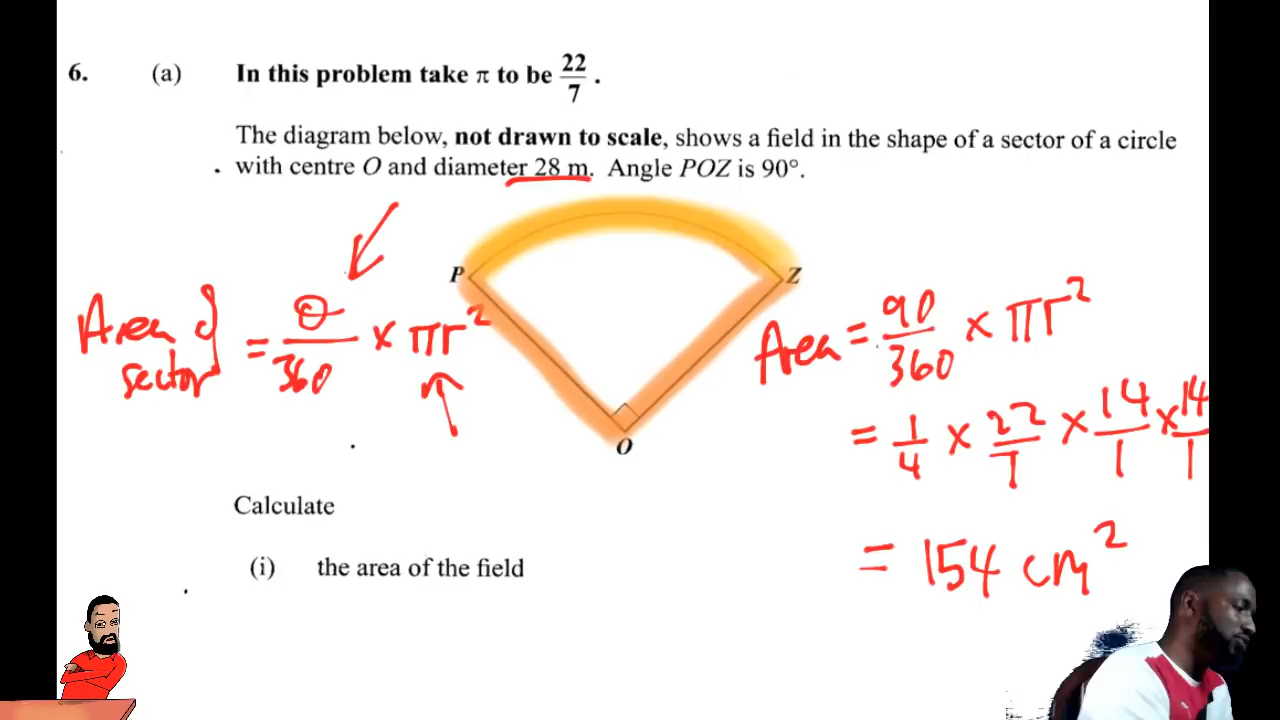 6. (a) In this problem take π to be 22/7 .
The diagram below, not drawn to scale, shows a field in the shape of a sector of a circle
with centre O and diameter 28 m. Angle POZ is 90°.
P
Z
O
Area of sector = θ/360 × πr²
Area = 90/360 × πr²
= 1/4 × 22/7 × 14/1 × 14/1
= 154 cm²
Calculate
(i) the area of the field